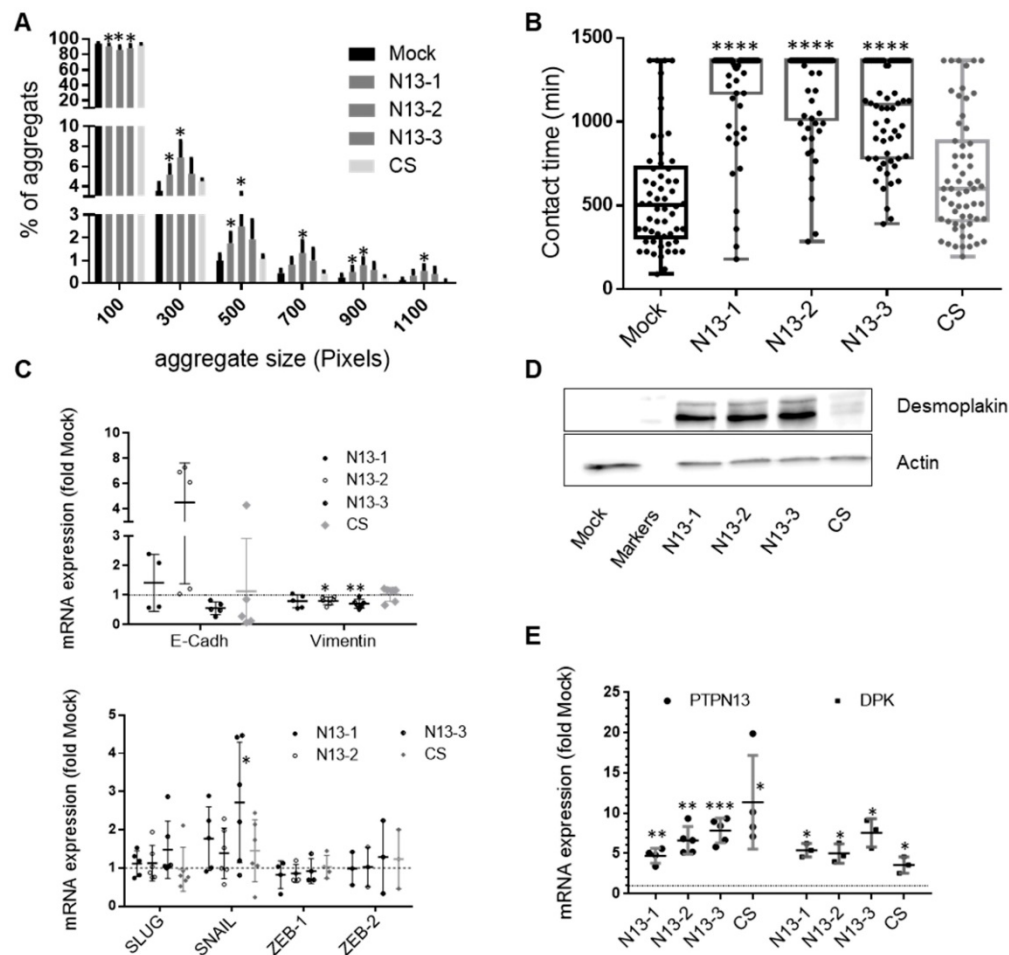 A
100
90
80
70
60
50
40
30
20
10
8
6
4
3
2
1
0
% of aggregats
***
*
*
*
*
*
*
*
*
Mock
N13-1
N13-2
N13-3
CS
100
300
500
700
900
1100
aggregate size (Pixels)
B
1500
1000
500
0
Contact time (min)
****
****
****
Mock
N13-1
N13-2
N13-3
CS
C
10
8
6
4
2
1
0
mRNA expression (fold Mock)
N13-1
N13-2
N13-3
CS
*
**
E-Cadh
Vimentin
5
4
3
2
1
0
mRNA expression (fold Mock)
N13-1
N13-3
N13-2
CS
*
SLUG
SNAIL
ZEB-1
ZEB-2
D
Desmoplakin
Actin
Mock
Markers
N13-1
N13-2
N13-3
CS
E
25
20
15
10
5
0
mRNA expression (fold Mock)
PTPN13
DPK
**
**
***
*
*
*
*
*
N13-1
N13-2
N13-3
CS
N13-1
N13-2
N13-3
CS